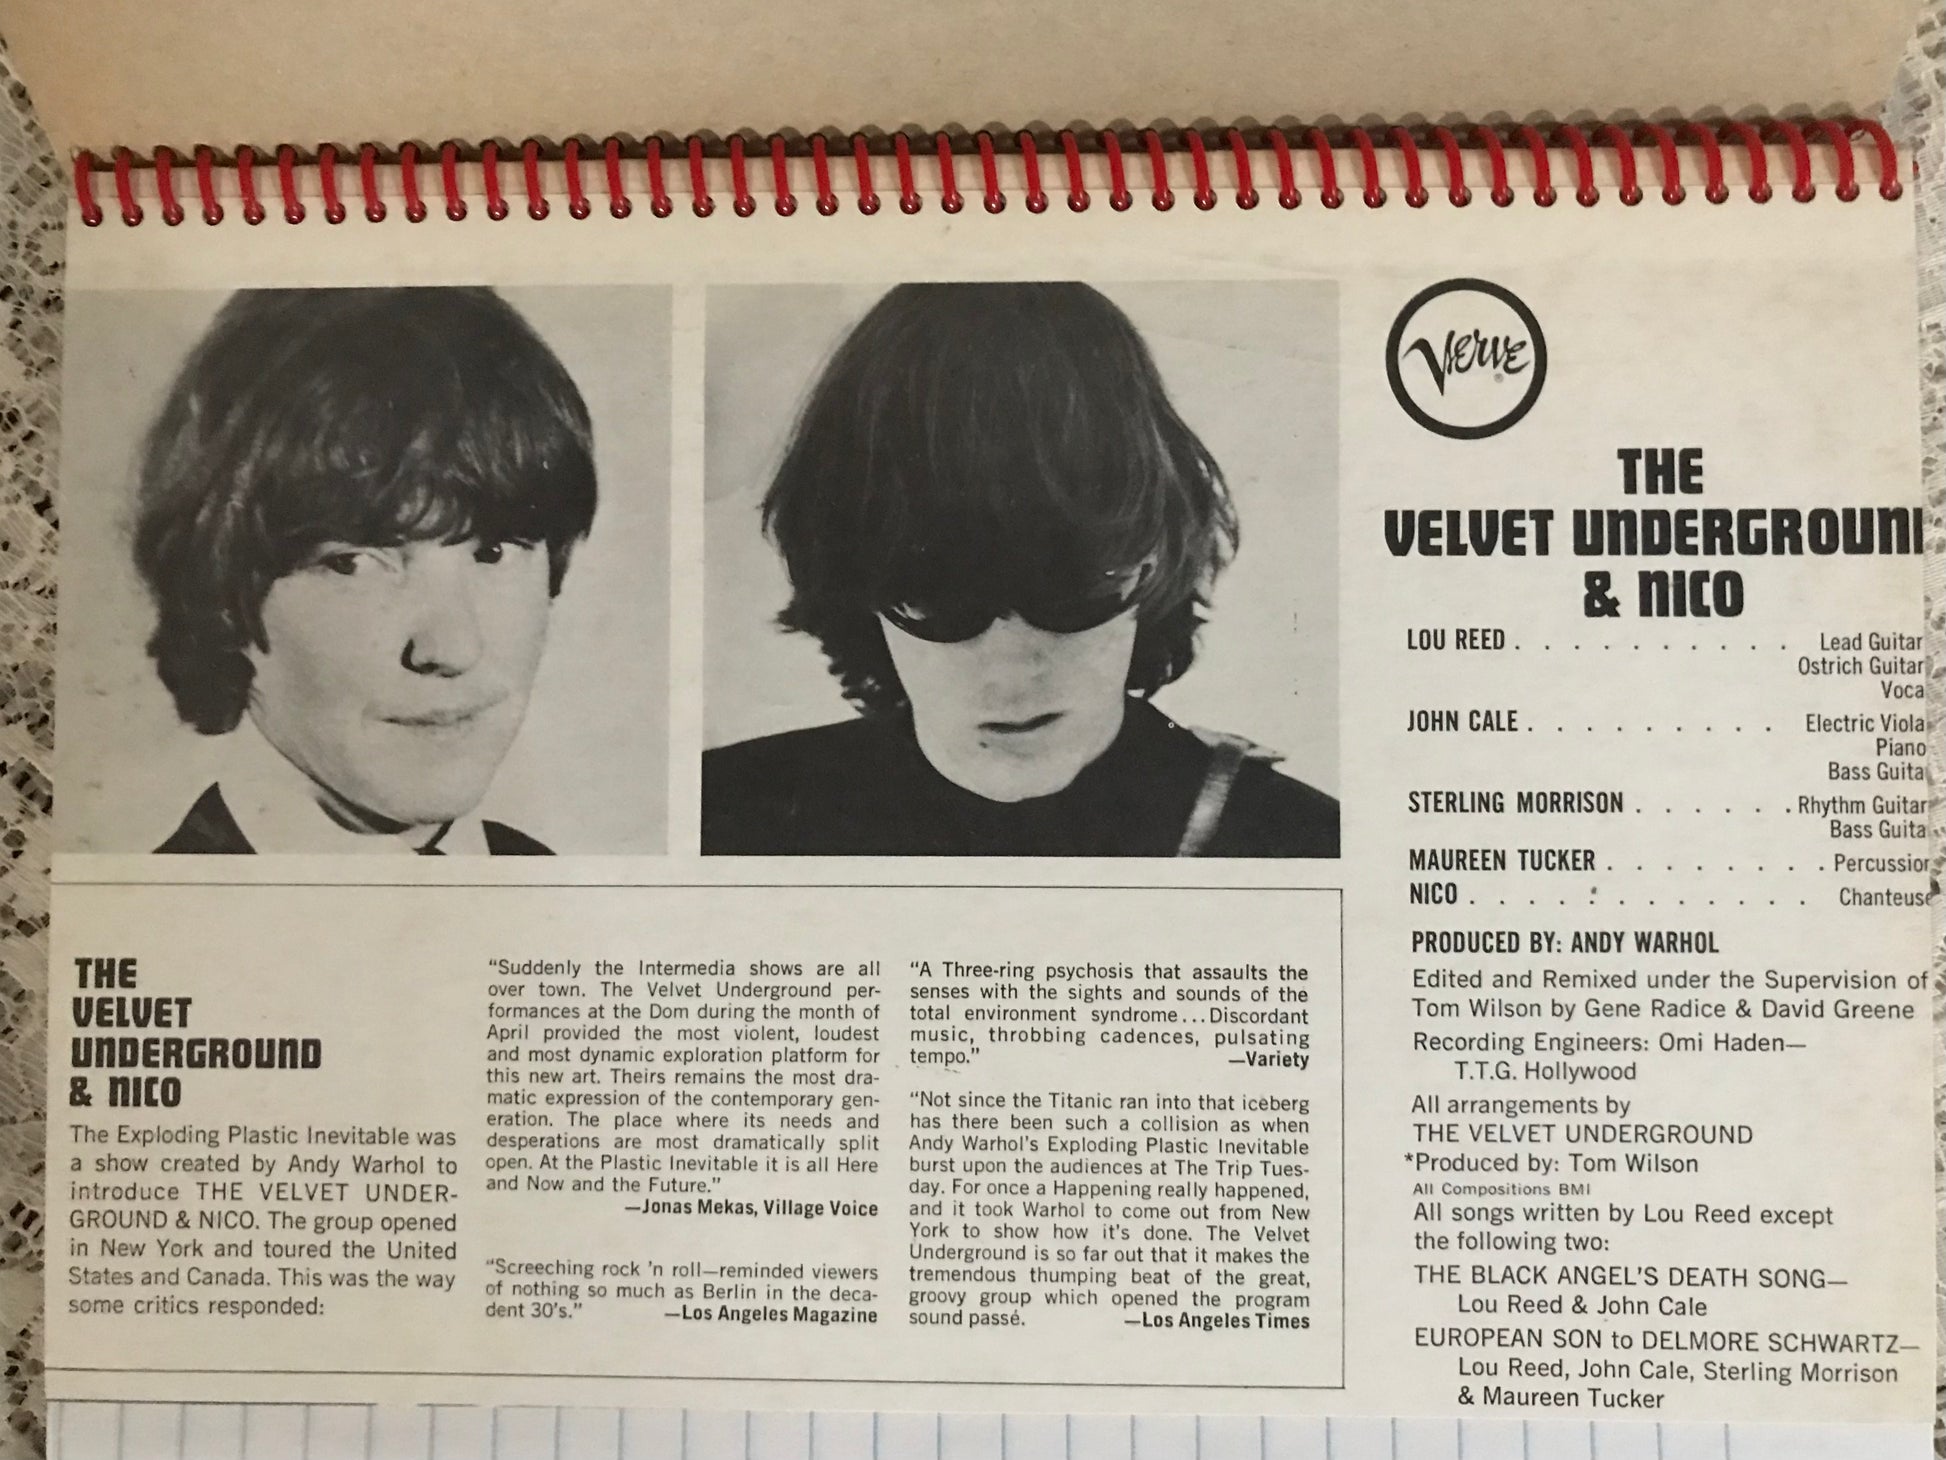 Verve
THE
VELVET UNDERGROUN
& NICO
LOU REED . . . . . . . . . . Lead Guitar
Ostrich Guitar
Voca
JOHN CALE . . . . . . . . . Electric Viola
Piano
Bass Guita
STERLING MORRISON . . . . . . Rhythm Guitar
Bass Guita
MAUREEN TUCKER . . . . . . . . Percussion
NICO . . . . . . . . . . . . Chanteuse
PRODUCED BY: ANDY WARHOL
Edited and Remixed under the Supervision of
Tom Wilson by Gene Radice & David Greene
Recording Engineers: Omi Haden—
T.T.G. Hollywood
All arrangements by
THE VELVET UNDERGROUND
*Produced by: Tom Wilson
All Compositions BMI
All songs written by Lou Reed except
the following two:
THE BLACK ANGEL'S DEATH SONG—
Lou Reed & John Cale
EUROPEAN SON to DELMORE SCHWARTZ—
Lou Reed, John Cale, Sterling Morrison
& Maureen Tucker
THE
VELVET
UNDERGROUND
& NICO
The Exploding Plastic Inevitable was
a show created by Andy Warhol to
introduce THE VELVET UNDER-
GROUND & NICO. The group opened
in New York and toured the United
States and Canada. This was the way
some critics responded:
“Suddenly the Intermedia shows are all
over town. The Velvet Underground per-
formances at the Dom during the month of
April provided the most violent, loudest
and most dynamic exploration platform for
this new art. Theirs remains the most dra-
matic expression of the contemporary gen-
eration. The place where its needs and
desperations are most dramatically split
open. At the Plastic Inevitable it is all Here
and Now and the Future.”
—Jonas Mekas, Village Voice
“Screeching rock 'n roll—reminded viewers
of nothing so much as Berlin in the deca-
dent 30's.” —Los Angeles Magazine
“A Three-ring psychosis that assaults the
senses with the sights and sounds of the
total environment syndrome...Discordant
music, throbbing cadences, pulsating
tempo.” —Variety
“Not since the Titanic ran into that iceberg
has there been such a collision as when
Andy Warhol's Exploding Plastic Inevitable
burst upon the audiences at The Trip Tues-
day. For once a Happening really happened,
and it took Warhol to come out from New
York to show how it's done. The Velvet
Underground is so far out that it makes the
tremendous thumping beat of the great,
groovy group which opened the program
sound passé. —Los Angeles Times